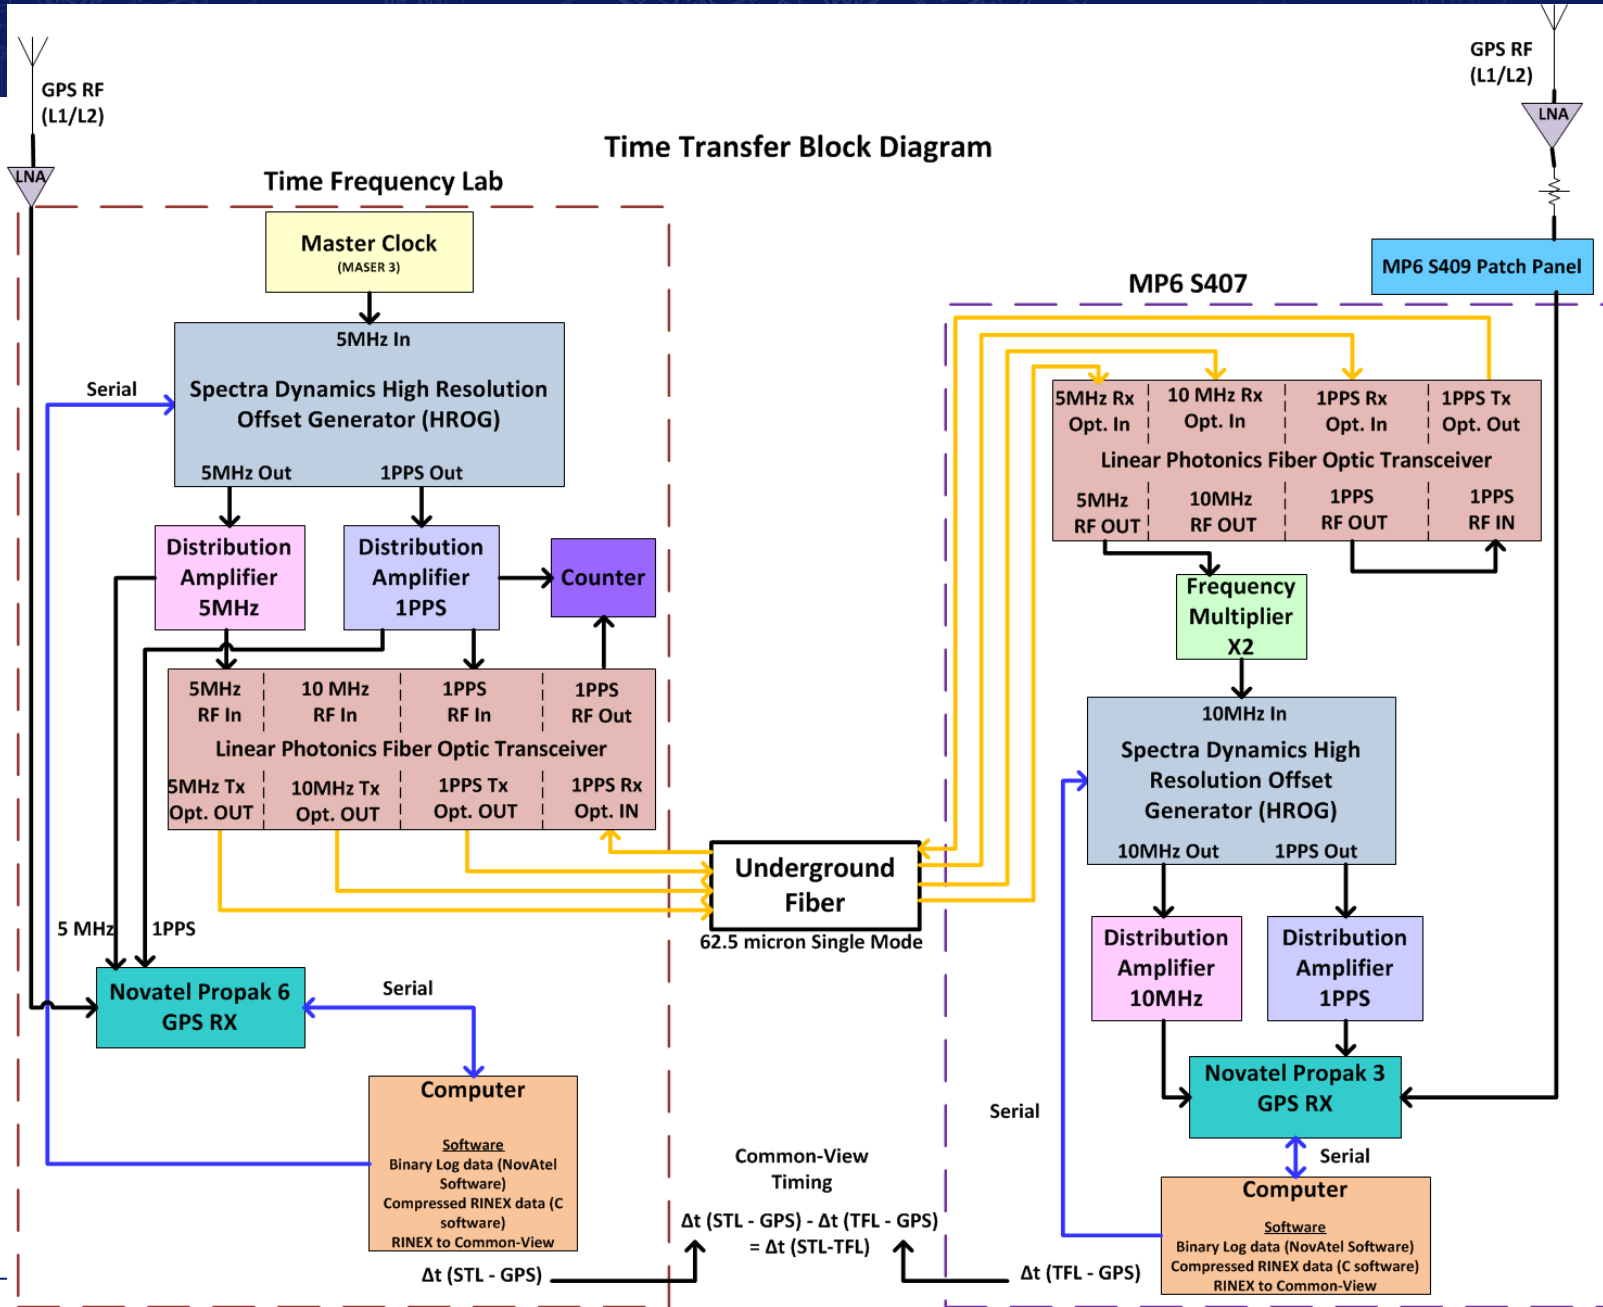 GPS RF
(L1/L2)
LNA
GPS RF
(L1/L2)
LNA
Time Transfer Block Diagram
Time Frequency Lab
Master Clock
(MASER 3)
MP6 S409 Patch Panel
MP6 S407
5MHz In
Serial
Spectra Dynamics High Resolution
Offset Generator (HROG)
5MHz Out
1PPS Out
Distribution
Amplifier
5MHz
Distribution
Amplifier
1PPS
Counter
5MHz
RF In
10 MHz
RF In
1PPS
RF In
1PPS
RF Out
Linear Photonics Fiber Optic Transceiver
5MHz Tx
Opt. OUT
10MHz Tx
Opt. OUT
1PPS Tx
Opt. OUT
1PPS Rx
Opt. IN
5 MHz
1PPS
Novatel Propak 6
GPS RX
Serial
Computer
Software
Binary Log data (NovAtel
Software)
Compressed RINEX data (C
software)
RINEX to Common-View
Δt (STL - GPS)
Underground
Fiber
62.5 micron Single Mode
Common-View
Timing
Δt (STL - GPS) - Δt (TFL - GPS)
= Δt (STL-TFL)
Δt (TFL - GPS)
5MHz Rx
Opt. In
10 MHz Rx
Opt. In
1PPS Rx
Opt. In
1PPS Tx
Opt. Out
Linear Photonics Fiber Optic Transceiver
5MHz
RF OUT
10MHz
RF OUT
1PPS
RF OUT
1PPS
RF IN
Frequency
Multiplier
X2
10MHz In
Spectra Dynamics High
Resolution Offset
Generator (HROG)
10MHz Out
1PPS Out
Distribution
Amplifier
10MHz
Distribution
Amplifier
1PPS
Novatel Propak 3
GPS RX
Serial
Serial
Computer
Software
Binary Log data (NovAtel Software)
Compressed RINEX data (C software)
RINEX to Common-View